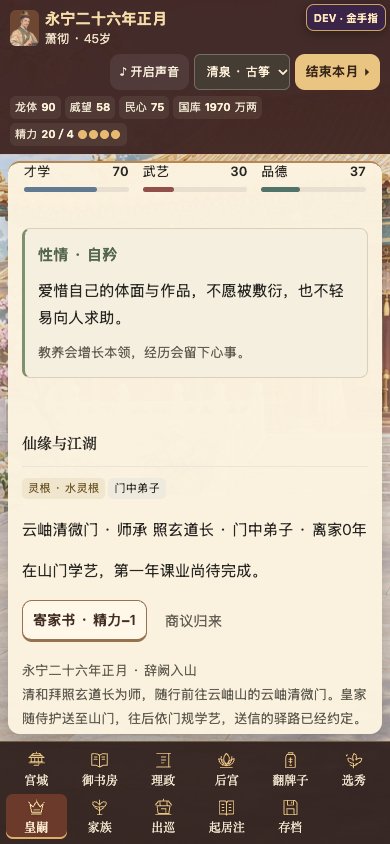 永宁二十六年正月
萧彻 · 45岁
DEV · 金手指
♪ 开启声音
清泉 · 古筝
结束本月
龙体 90
威望 58
民心 75
国库 1970 万两
精力 20 / 4
才学 70
武艺 30
品德 37
性情 · 自矜
爱惜自己的体面与作品，不愿被敷衍，也不轻
易向人求助。
教养会增长本领，经历会留下心事。
仙缘与江湖
灵根 · 水灵根
门中弟子
云岫清微门 · 师承 照玄道长 · 门中弟子 · 离家0年
在山门学艺，第一年课业尚待完成。
寄家书 · 精力−1
商议归来
永宁二十六年正月 · 辞阙入山
清和拜照玄道长为师，随行前往云岫山的云岫清微门。皇家
随侍护送至山门，往后依门规学艺，送信的驿路已经约定。
宫城
御书房
理政
后宫
翻牌子
选秀
皇嗣
家族
出巡
起居注
存档